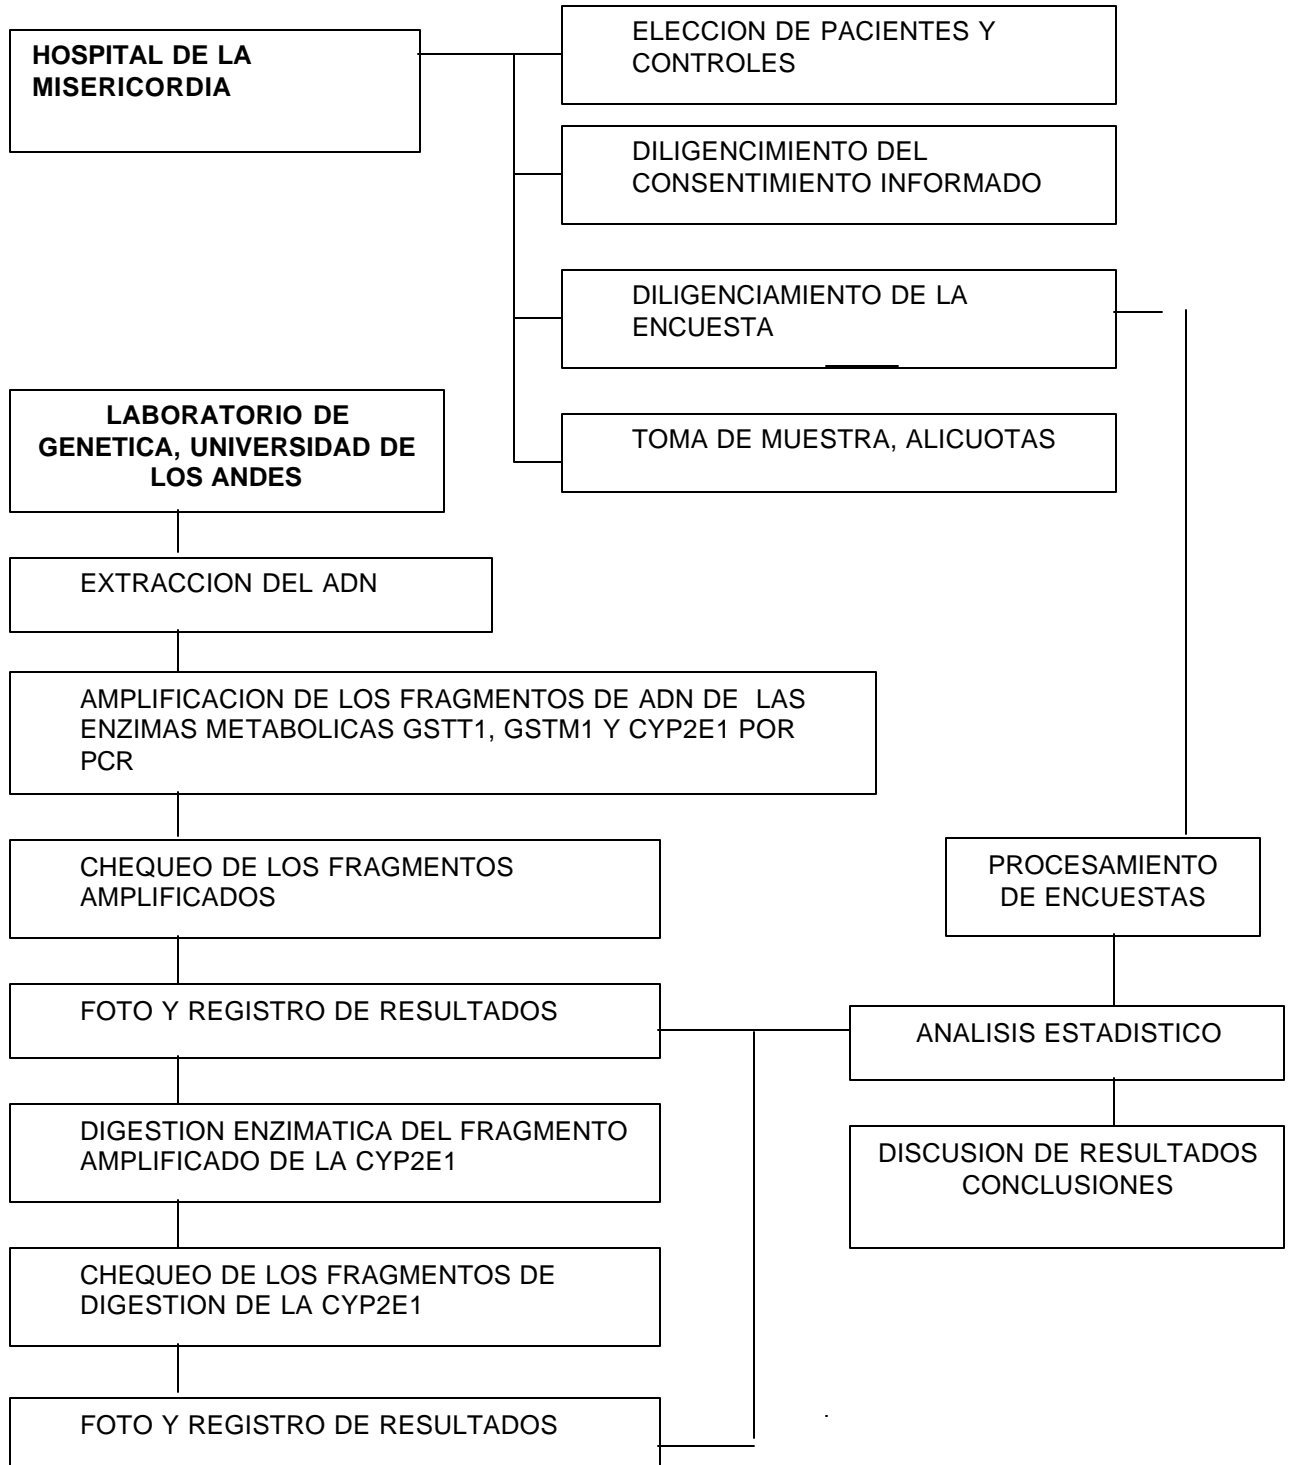 HOSPITAL DE LA
MISERICORDIA
ELECCION DE PACIENTES Y
CONTROLES
DILIGENCIMIENTO DEL
CONSENTIMIENTO INFORMADO
DILIGENCIAMIENTO DE LA
ENCUESTA
TOMA DE MUESTRA, ALICUOTAS
LABORATORIO DE
GENETICA, UNIVERSIDAD DE
LOS ANDES
EXTRACCION DEL ADN
AMPLIFICACION DE LOS FRAGMENTOS DE ADN DE LAS
ENZIMAS METABOLICAS GSTT1, GSTM1 Y CYP2E1 POR
PCR
CHEQUEO DE LOS FRAGMENTOS
AMPLIFICADOS
FOTO Y REGISTRO DE RESULTADOS
DIGESTION ENZIMATICA DEL FRAGMENTO
AMPLIFICADO DE LA CYP2E1
CHEQUEO DE LOS FRAGMENTOS DE
DIGESTION DE LA CYP2E1
FOTO Y REGISTRO DE RESULTADOS
PROCESAMIENTO
DE ENCUESTAS
ANALISIS ESTADISTICO
DISCUSION DE RESULTADOS
CONCLUSIONES